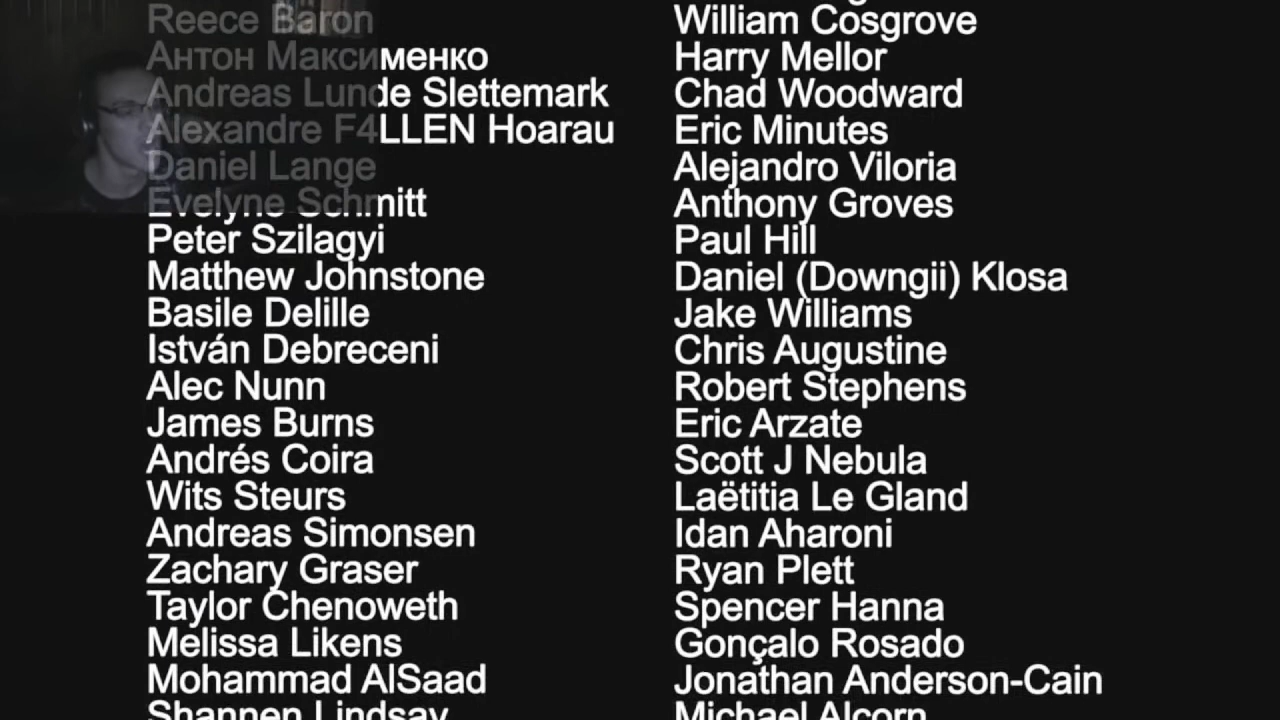 Reece Baron
Антон Максименко
Andreas Lunde Slettemark
Alexandre F4LLEN Hoarau
Daniel Lange
Evelyne Schmitt
Peter Szilagyi
Matthew Johnstone
Basile Delille
István Debreceni
Alec Nunn
James Burns
Andrés Coira
Wits Steurs
Andreas Simonsen
Zachary Graser
Taylor Chenoweth
Melissa Likens
Mohammad AlSaad
Shannen Lindsay
William Cosgrove
Harry Mellor
Chad Woodward
Eric Minutes
Alejandro Viloria
Anthony Groves
Paul Hill
Daniel (Downgii) Klosa
Jake Williams
Chris Augustine
Robert Stephens
Eric Arzate
Scott J Nebula
Laëtitia Le Gland
Idan Aharoni
Ryan Plett
Spencer Hanna
Gonçalo Rosado
Jonathan Anderson-Cain
Michael Alcorn